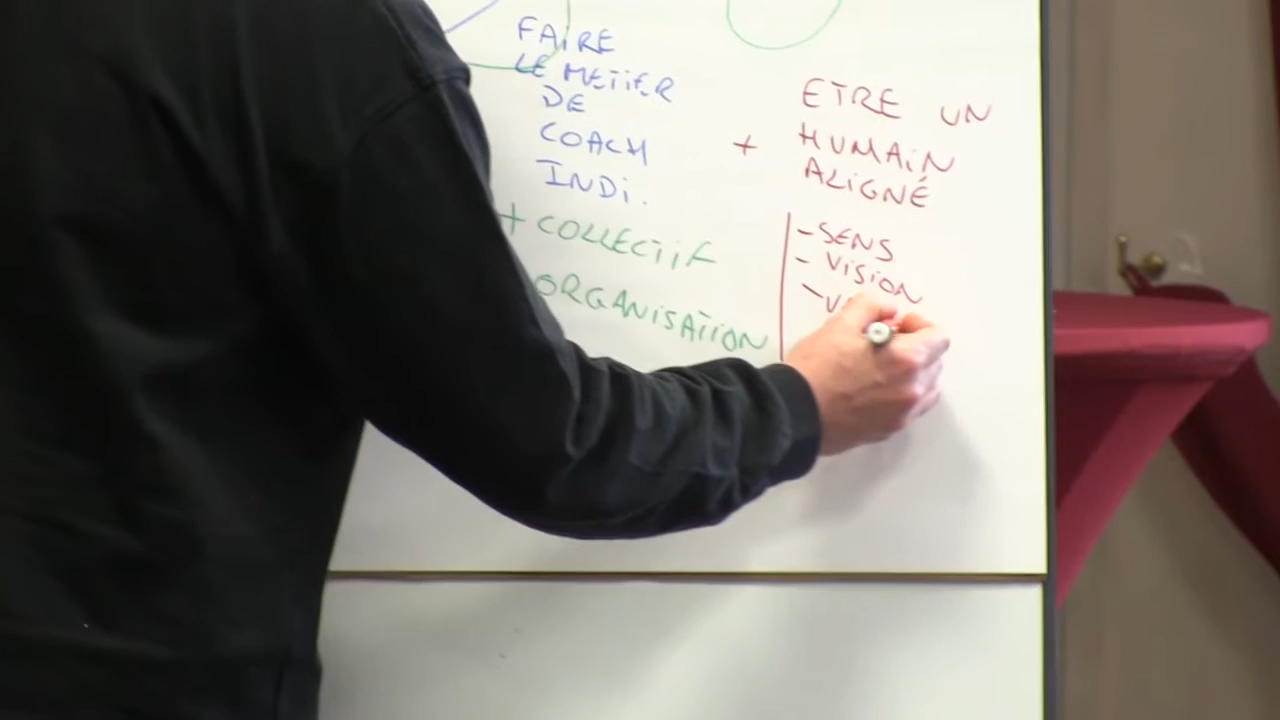 FAIRE
LE METIER
DE
COACH
INDI.
+ COLLECTIF
ORGANISATION
+
ETRE UN
HUMAIN
ALIGNÉ
- SENS
- VISION